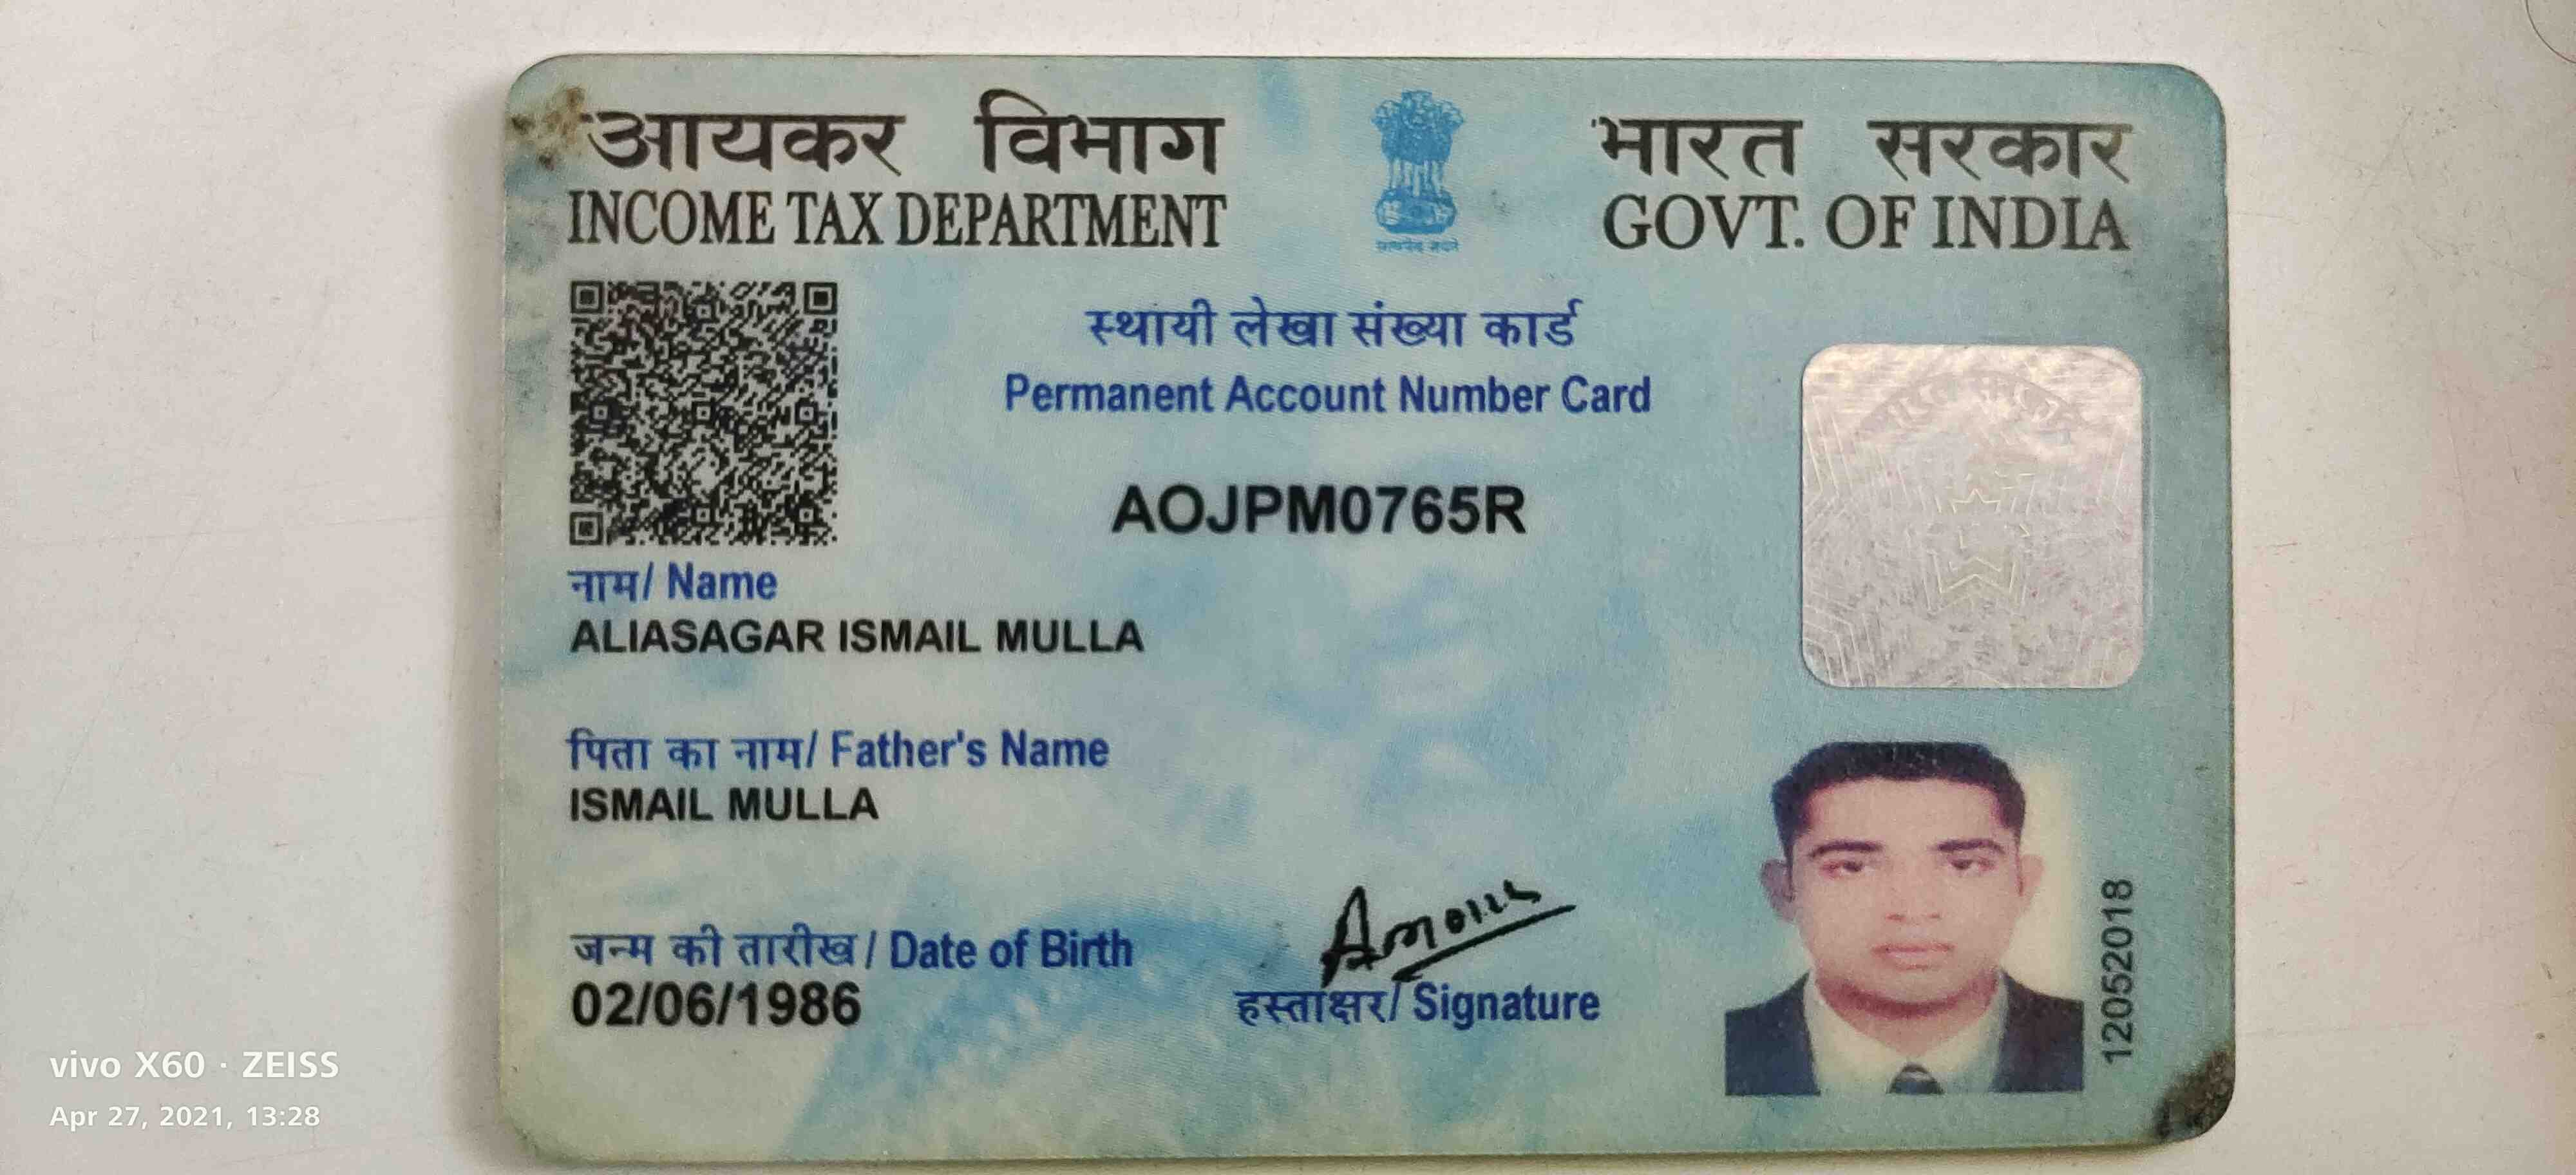 आयकर विभाग
INCOME TAX DEPARTMENT
भारत सरकार
GOVT. OF INDIA
सत्यमेव जयते
स्थायी लेखा संख्या कार्ड
Permanent Account Number Card
AOJPM0765R
भारत सरकार
नाम/ Name
ALIASAGAR ISMAIL MULLA
पिता का नाम/ Father's Name
ISMAIL MULLA
जन्म की तारीख / Date of Birth
02/06/1986
हस्ताक्षर/ Signature
12052018
vivo X60 · ZEISS
Apr 27, 2021, 13:28